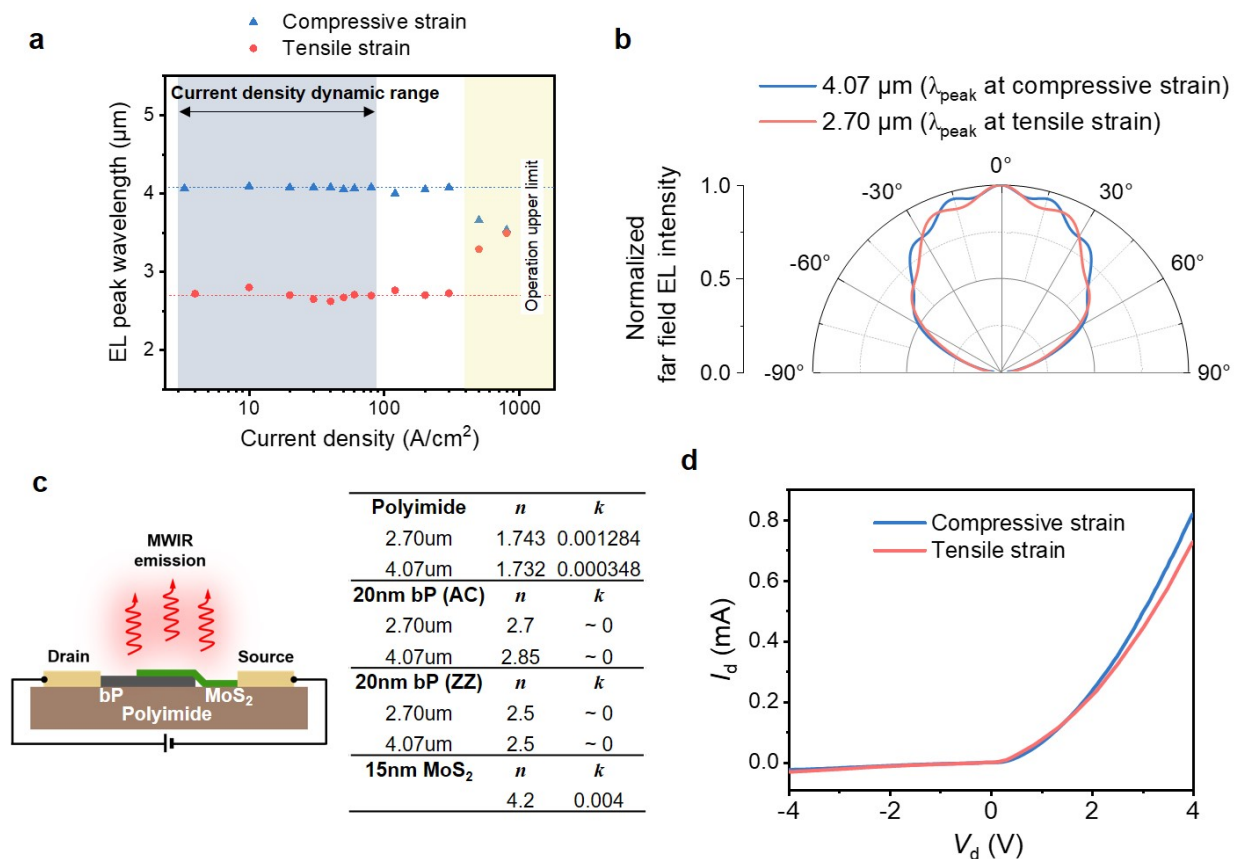 a
Compressive strain
Tensile strain
Current density dynamic range
Operation upper limit
EL peak wavelength (µm)
5
4
3
2
10
100
1000
Current density (A/cm²)
b
4.07 µm (λpeak at compressive strain)
2.70 µm (λpeak at tensile strain)
Normalized
far field EL intensity
1.0
0.5
0.0
-90°
-60°
-30°
0°
30°
60°
90°
c
MWIR
emission
Drain
Source
bP
MoS₂
Polyimide
Polyimide n k
2.70um 1.743 0.001284
4.07um 1.732 0.000348
20nm bP (AC) n k
2.70um 2.7 ~ 0
4.07um 2.85 ~ 0
20nm bP (ZZ) n k
2.70um 2.5 ~ 0
4.07um 2.5 ~ 0
15nm MoS₂ n k
4.2 0.004
d
Compressive strain
Tensile strain
Id (mA)
0.8
0.6
0.4
0.2
0.0
-4
-2
0
2
4
Vd (V)